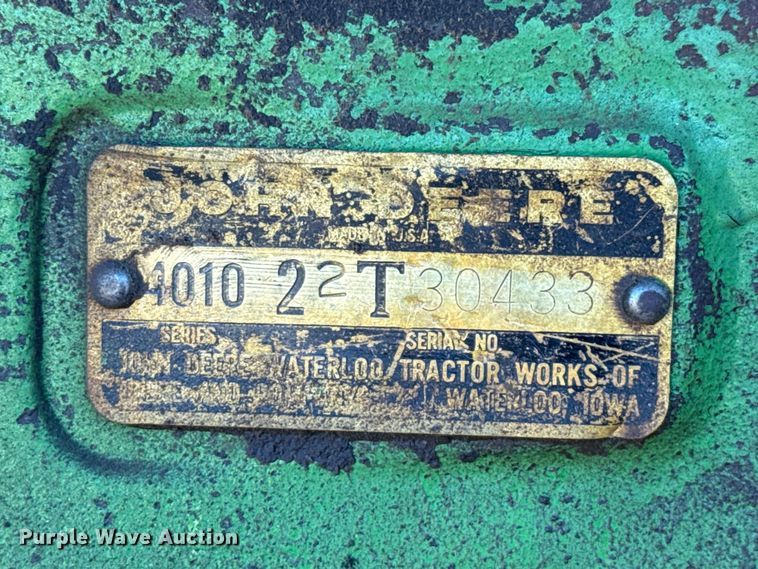 JOHN DEERE
MADE IN U.S.A.
4010 22T 30433
SERIES SERIAL NO.
JOHN DEERE WATERLOO TRACTOR WORKS OF
WATERLOO, IOWA
Purple Wave Auction